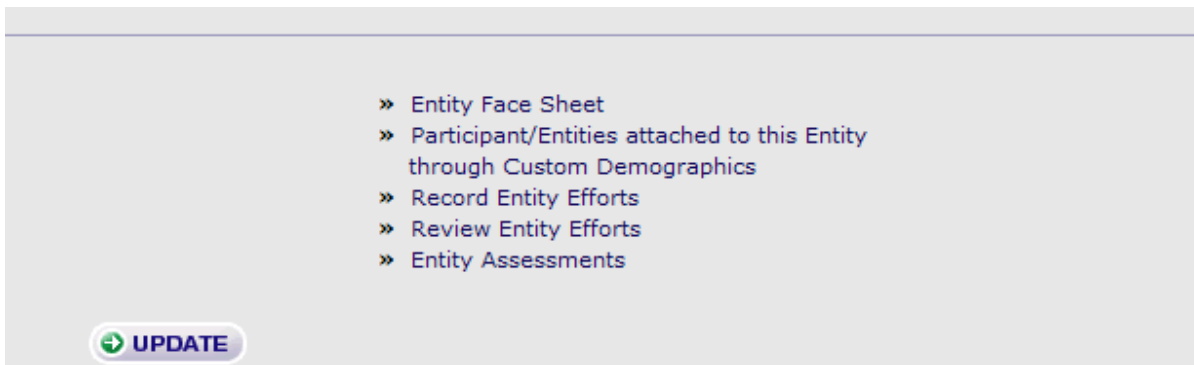 » Entity Face Sheet
» Participant/Entities attached to this Entity
through Custom Demographics
» Record Entity Efforts
» Review Entity Efforts
» Entity Assessments
UPDATE